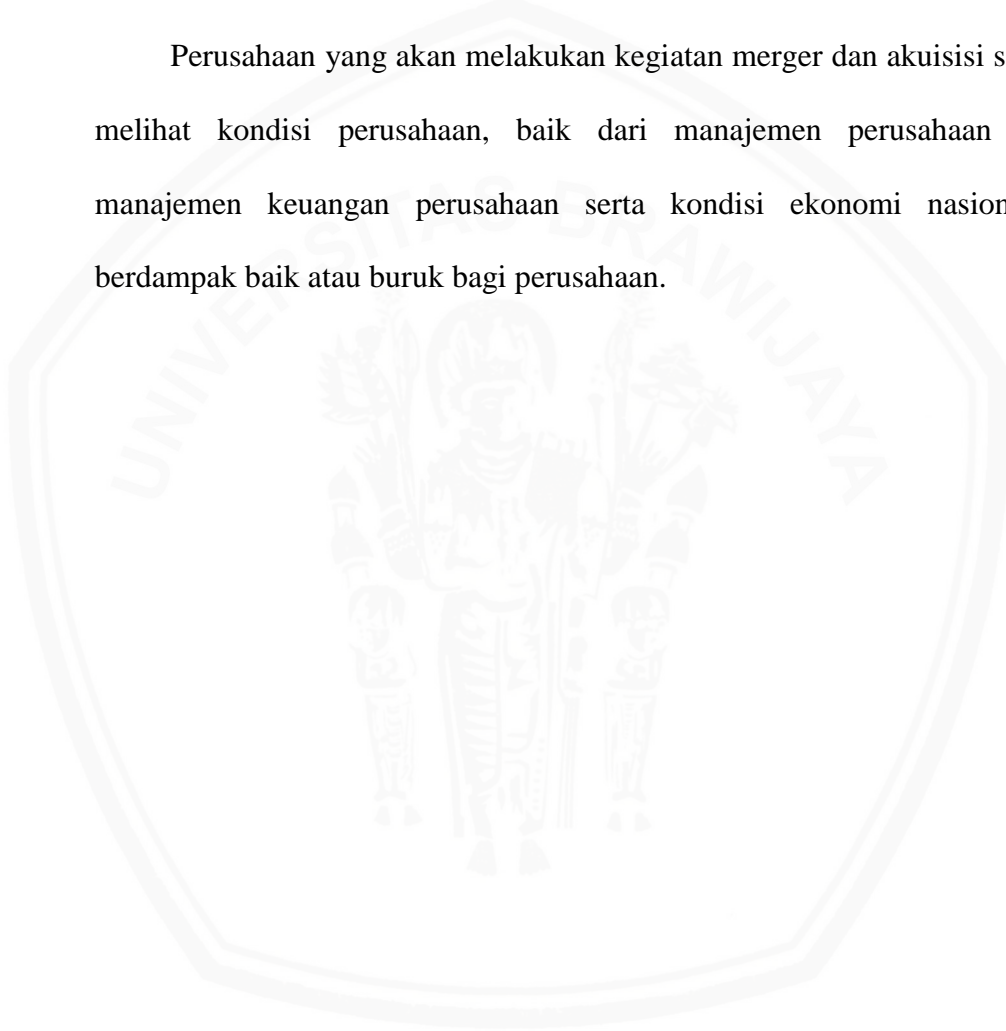 Perusahaan yang akan melakukan kegiatan merger dan akuisisi
melihat kondisi perusahaan, baik dari manajemen perusahaan
manajemen keuangan perusahaan serta kondisi ekonomi
berdampak baik atau buruk bagi perusahaan.
UNIVERSITAS BRAWIJAYA